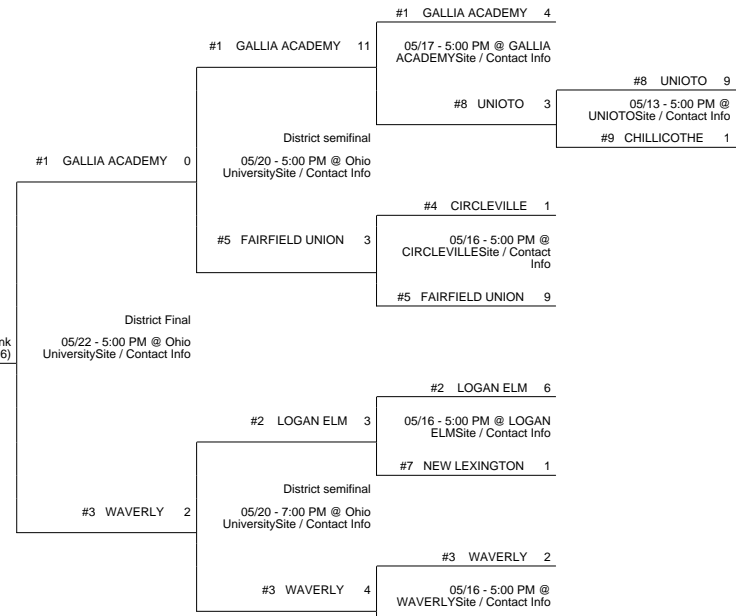 #1 GALLIA ACADEMY 4
#1 GALLIA ACADEMY 11
05/17 - 5:00 PM @ GALLIA
ACADEMYSite / Contact Info
#8 UNIOTO 9
#8 UNIOTO 3
05/13 - 5:00 PM @
UNIOTOSite / Contact Info
#9 CHILLICOTHE 1
District semifinal
05/20 - 5:00 PM @ Ohio
UniversitySite / Contact Info
#1 GALLIA ACADEMY 0
#4 CIRCLEVILLE 1
#5 FAIRFIELD UNION 3
05/16 - 5:00 PM @
CIRCLEVILLESite / Contact
Info
#5 FAIRFIELD UNION 9
District Final
05/22 - 5:00 PM @ Ohio
UniversitySite / Contact Info
6)
#2 LOGAN ELM 6
#2 LOGAN ELM 3
05/16 - 5:00 PM @ LOGAN
ELMSite / Contact Info
#7 NEW LEXINGTON 1
District semifinal
05/20 - 7:00 PM @ Ohio
UniversitySite / Contact Info
#3 WAVERLY 2
#3 WAVERLY 2
#3 WAVERLY 4
05/16 - 5:00 PM @
WAVERLYSite / Contact Info